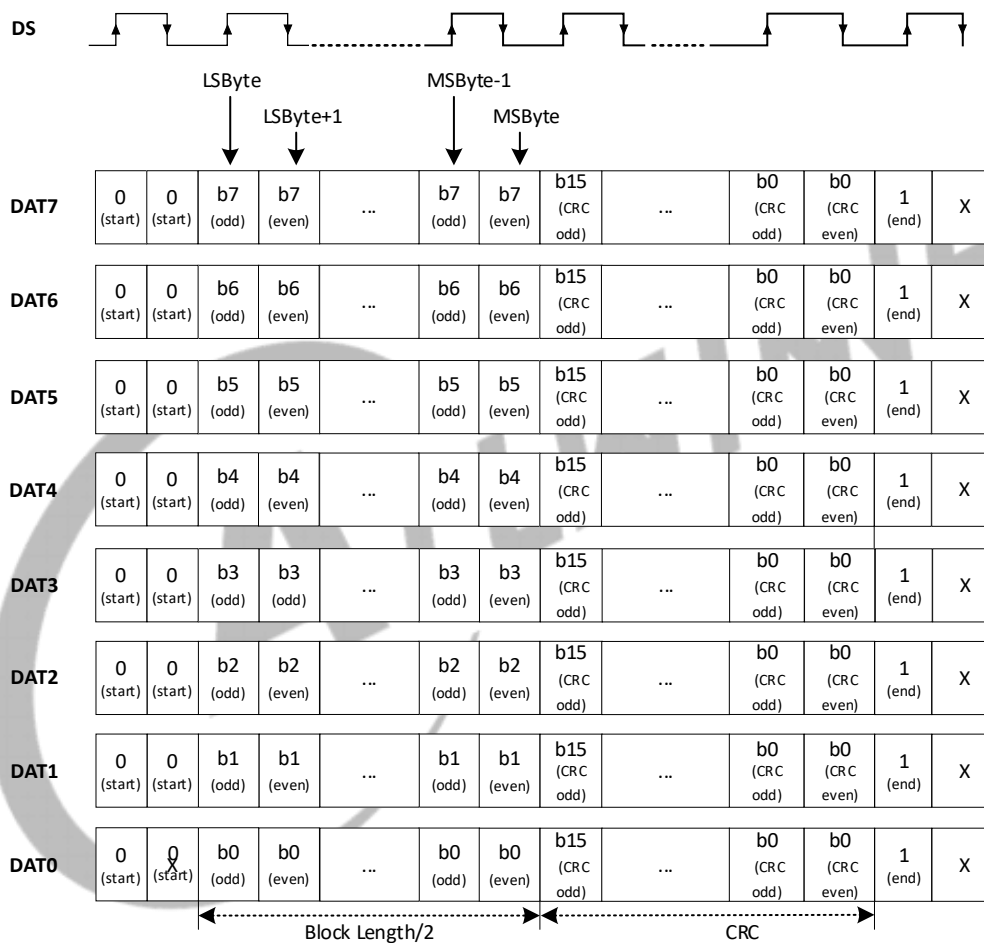 DS
LSByte MSByte-1
LSByte+1 MSByte
DAT7 0 0 b7 b7 ... b7 b7 b15 ... b0 b0 1 X
(start) (start) (odd) (even) (odd) (even) (CRC (CRC (CRC (end)
odd) odd) even)
DAT6 0 0 b6 b6 ... b6 b6 b15 ... b0 b0 1 X
(start) (start) (odd) (even) (odd) (even) (CRC (CRC (CRC (end)
odd) odd) even)
DAT5 0 0 b5 b5 ... b5 b5 b15 ... b0 b0 1 X
(start) (start) (odd) (even) (odd) (even) (CRC (CRC (CRC (end)
odd) odd) even)
DAT4 0 0 b4 b4 ... b4 b4 b15 ... b0 b0 1 X
(start) (start) (odd) (even) (odd) (even) (CRC (CRC (CRC (end)
odd) odd) even)
DAT3 0 0 b3 b3 ... b3 b3 b15 ... b0 b0 1 X
(start) (start) (odd) (odd) (odd) (even) (CRC (CRC (CRC (end)
odd) odd) even)
DAT2 0 0 b2 b2 ... b2 b2 b15 ... b0 b0 1 X
(start) (start) (odd) (even) (odd) (even) (CRC (CRC (CRC (end)
odd) odd) even)
DAT1 0 0 b1 b1 ... b1 b1 b15 ... b0 b0 1 X
(start) (start) (odd) (even) (odd) (even) (CRC (CRC (CRC (end)
odd) odd) even)
DAT0 0 0 X b0 b0 ... b0 b0 b15 ... b0 b0 1 X
(start) (start) (odd) (even) (odd) (even) (CRC (CRC (CRC (end)
odd) odd) even)
Block Length/2 CRC